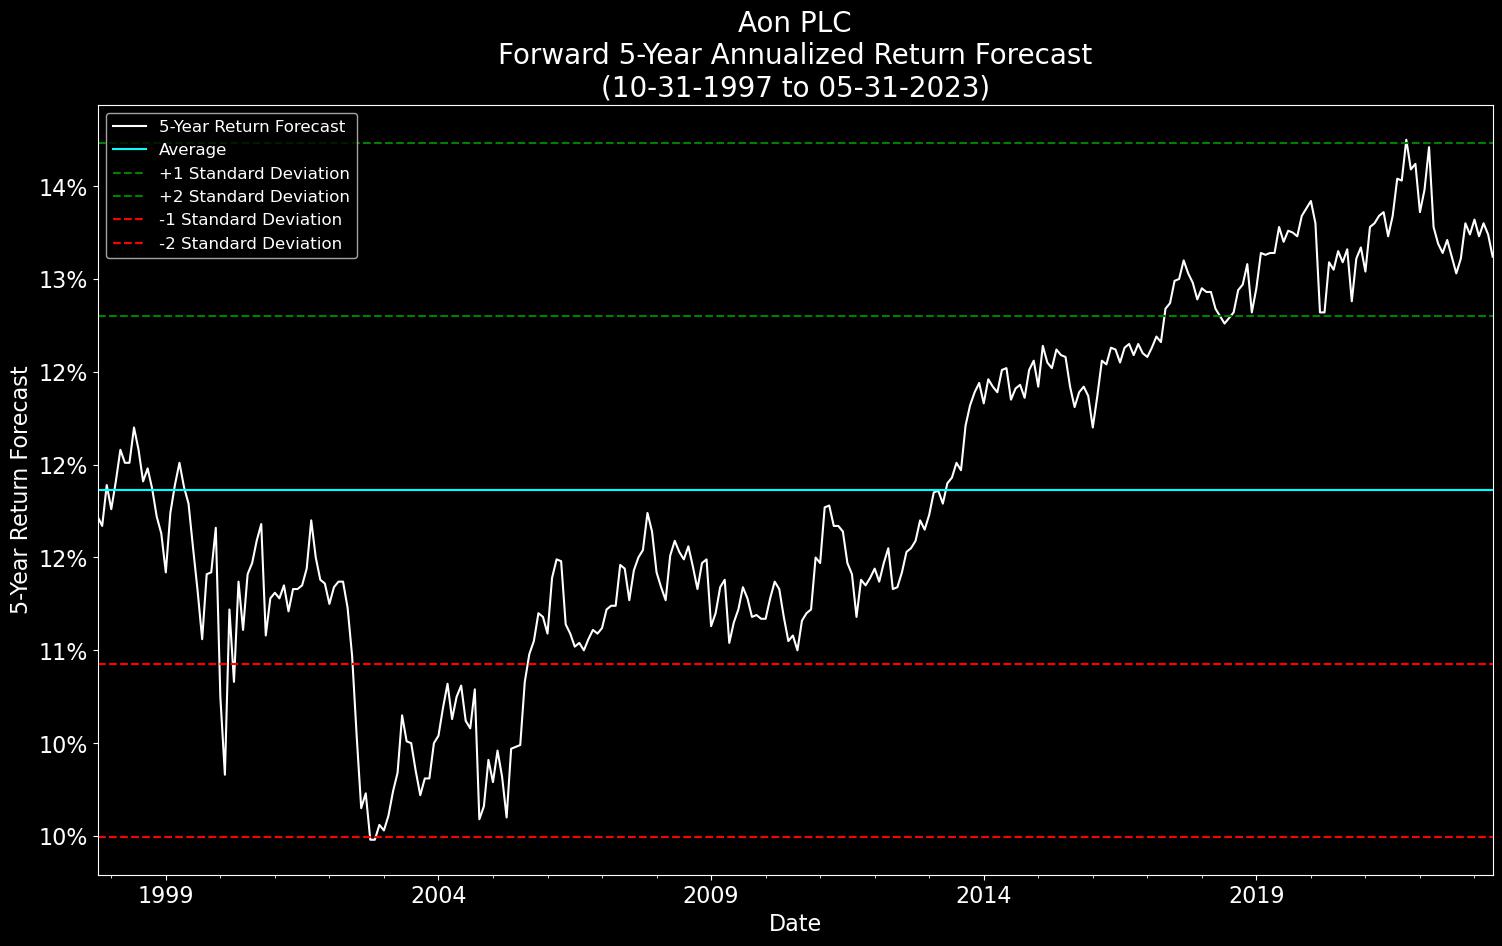 Aon PLC
Forward 5-Year Annualized Return Forecast
(10-31-1997 to 05-31-2023)
5-Year Return Forecast
Average
+1 Standard Deviation
+2 Standard Deviation
-1 Standard Deviation
-2 Standard Deviation
14%
13%
12%
12%
12%
11%
10%
10%
5-Year Return Forecast
1999
2004
2009
2014
2019
Date